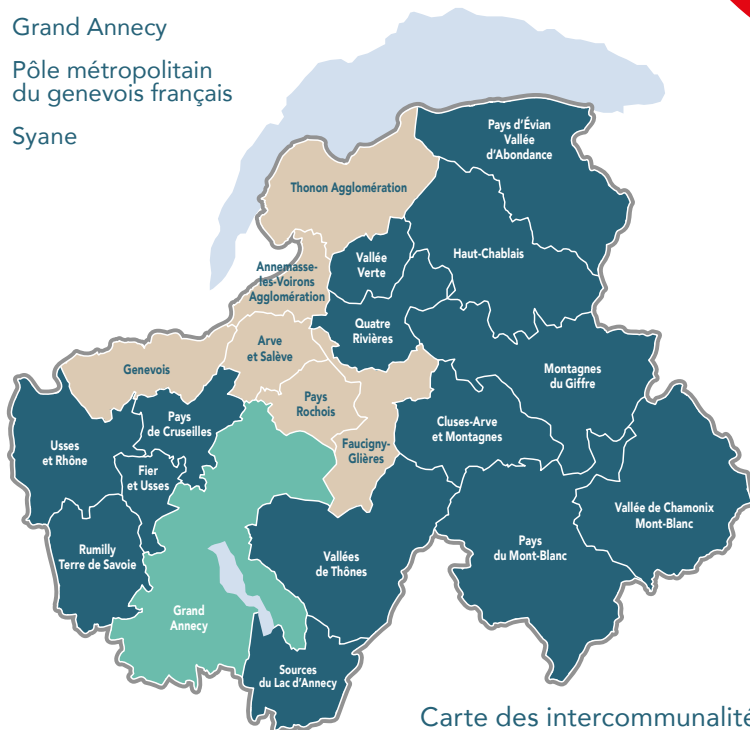 Grand Annecy
Pôle métropolitain
du genevois français
Syane
Pays d'Évian
Vallée
d'Abondance
Thonon Agglomération
Haut-Chablais
Vallée
Verte
Annemasse-
les-Voirons
Agglomération
Quatre
Rivières
Arve
et Salève
Genevois
Montagnes
du Giffre
Pays
Rochois
Pays
de Cruseilles
Cluses-Arve
et Montagnes
Faucigny-
Glières
Usses
et Rhône
Fier
et Usses
Vallée de Chamonix
Mont-Blanc
Pays
du Mont-Blanc
Rumilly
Terre de Savoie
Vallées
de Thônes
Grand
Annecy
Sources
du Lac d'Annecy
Carte des intercommunalité